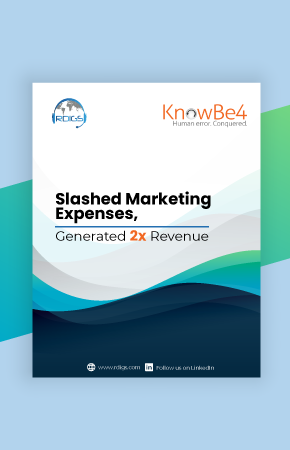 RDIGS
KnowBe4
Human error. Conquered.
Slashed Marketing
Expenses,
Generated 2x Revenue
www.rdigs.com
Follow us on LinkedIn